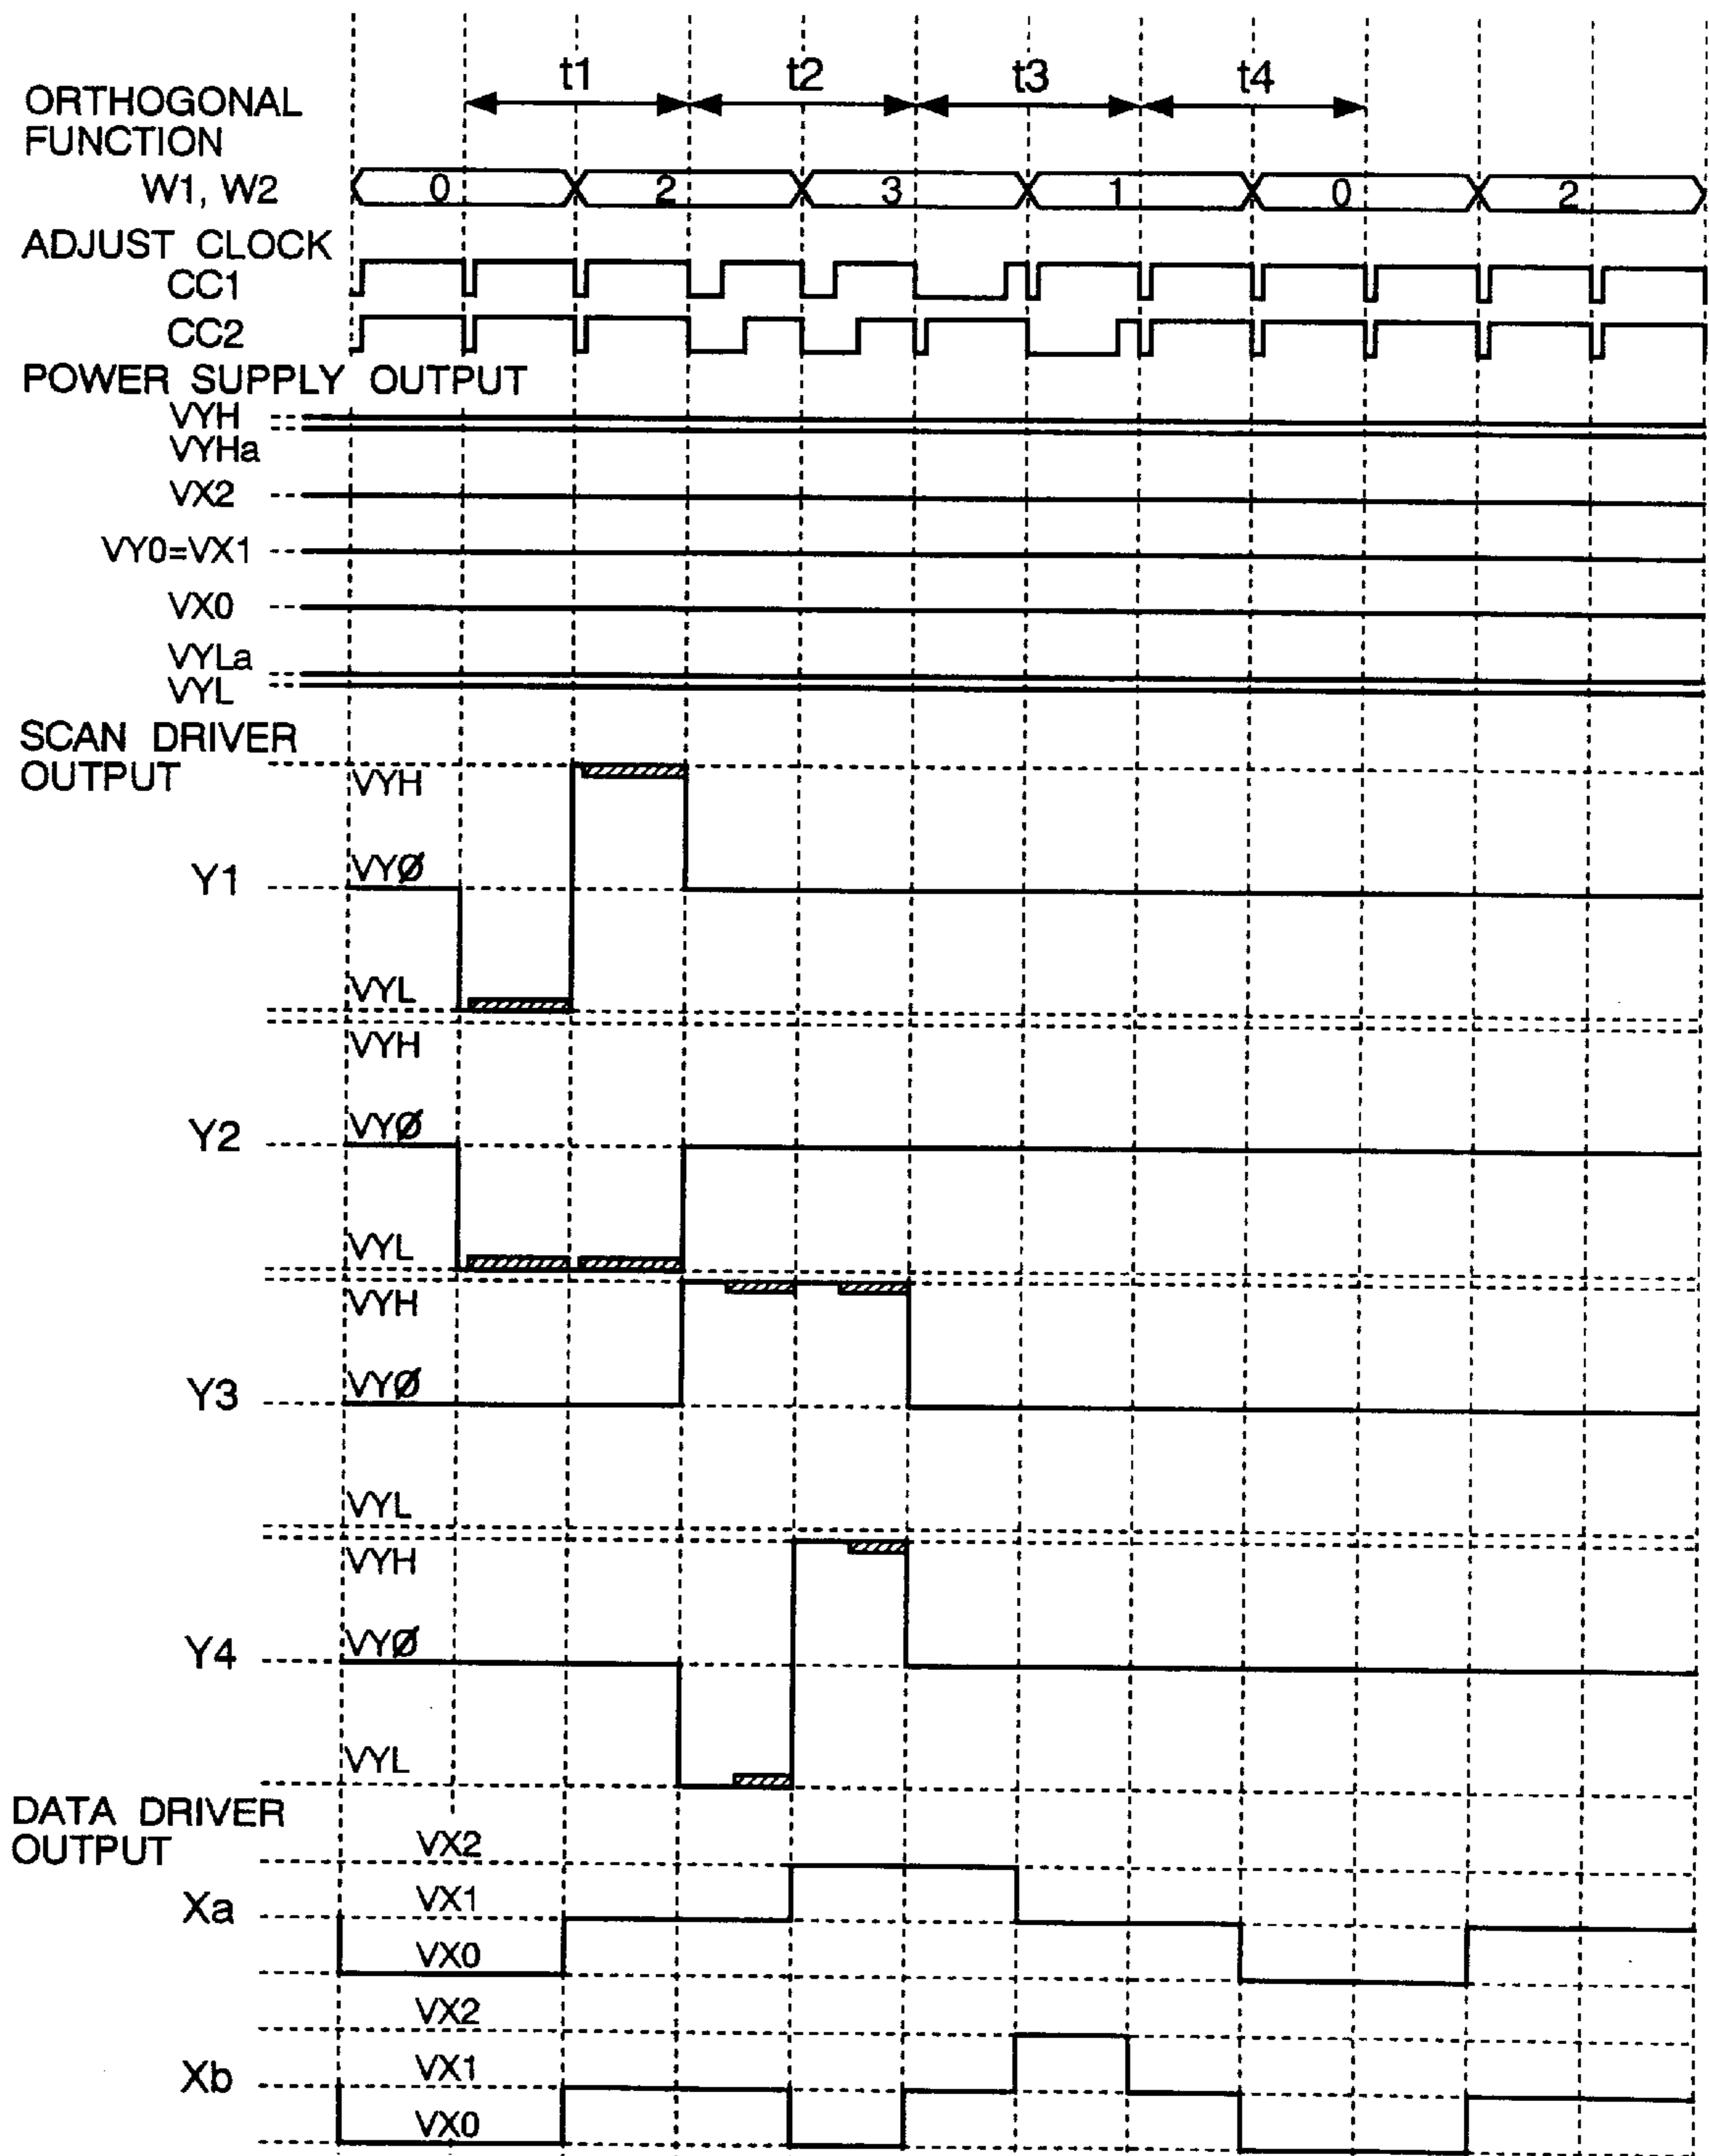 t1 t2 t3 t4
ORTHOGONAL
FUNCTION
W1, W2 0 2 3 1 0 2
ADJUST CLOCK
CC1
CC2
POWER SUPPLY OUTPUT
VYH
VYHa
VX2
VY0=VX1
VX0
VYLa
VYL
SCAN DRIVER
OUTPUT
VYH
Y1 VYØ
VYL
VYH
Y2 VYØ
VYL
VYH
Y3 VYØ
VYL
VYH
Y4 VYØ
VYL
DATA DRIVER
OUTPUT
VX2
Xa VX1
VX0
VX2
Xb VX1
VX0